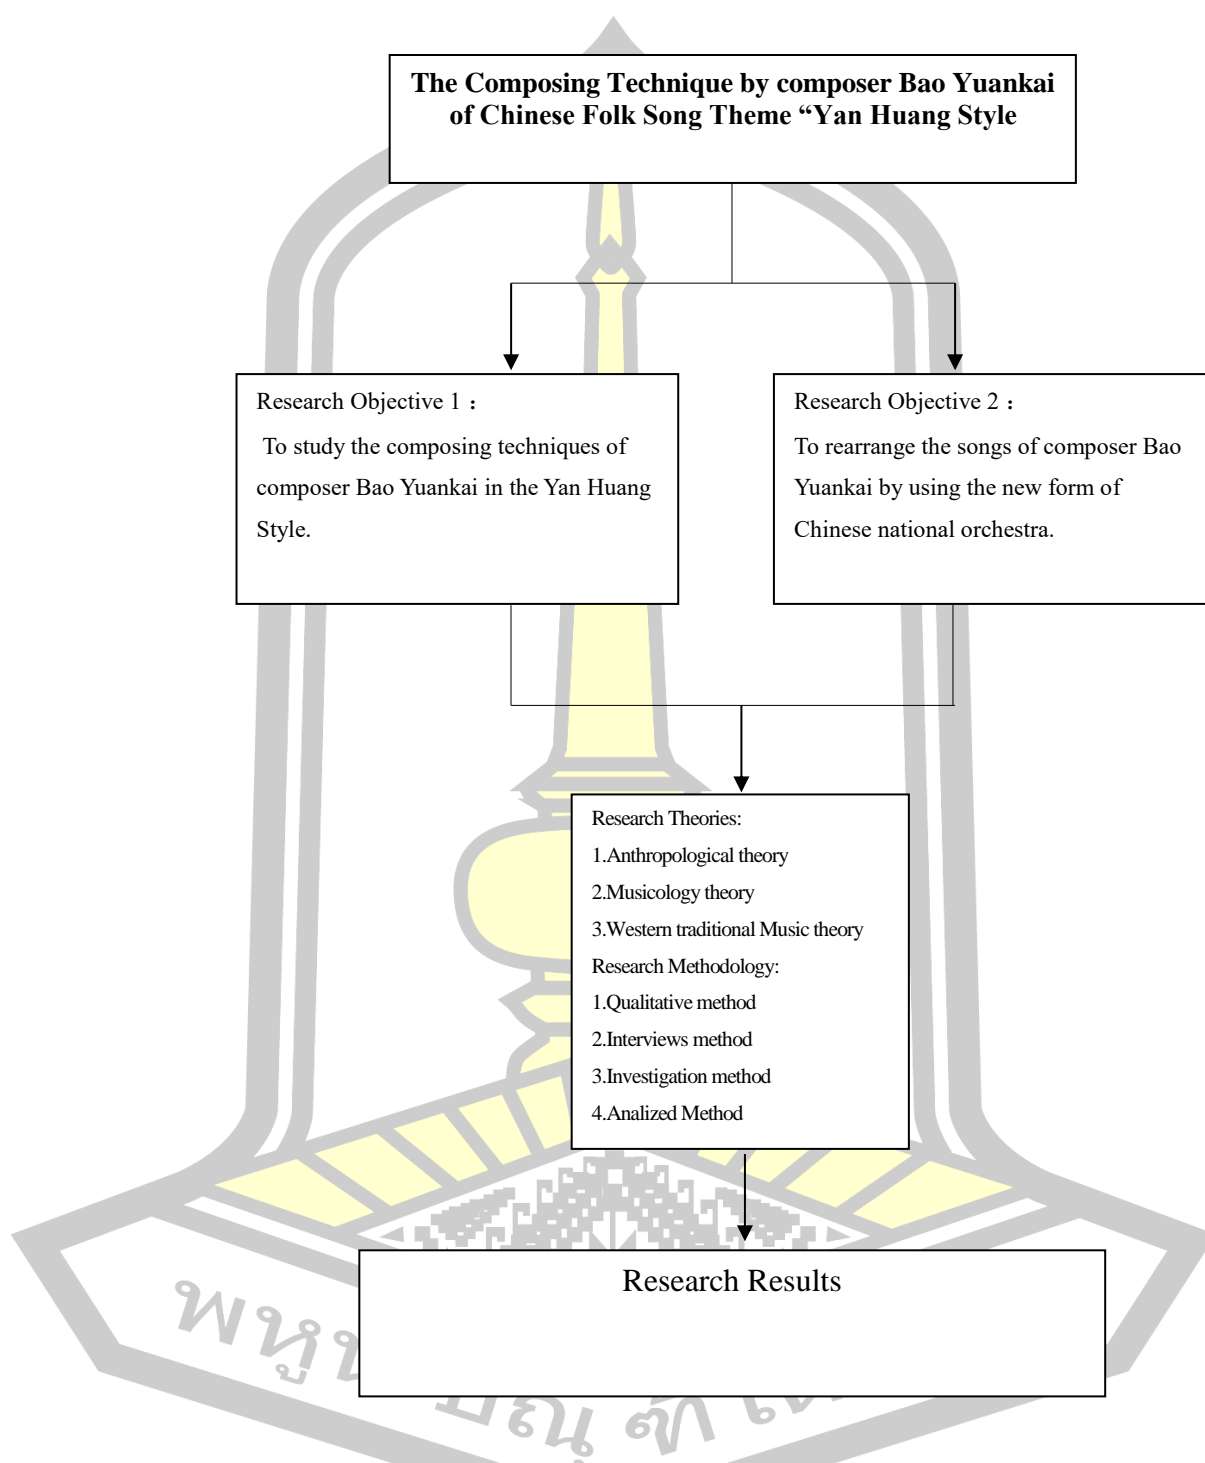 The Composing Technique by composer Bao Yuankai
of Chinese Folk Song Theme “Yan Huang Style
Research Objective 1：
To study the composing techniques of
composer Bao Yuankai in the Yan Huang
Style.
Research Objective 2：
To rearrange the songs of composer Bao
Yuankai by using the new form of
Chinese national orchestra.
Research Theories:
1.Anthropological theory
2.Musicology theory
3.Western traditional Music theory
Research Methodology:
1.Qualitative method
2.Interviews method
3.Investigation method
4.Analized Method
Research Results